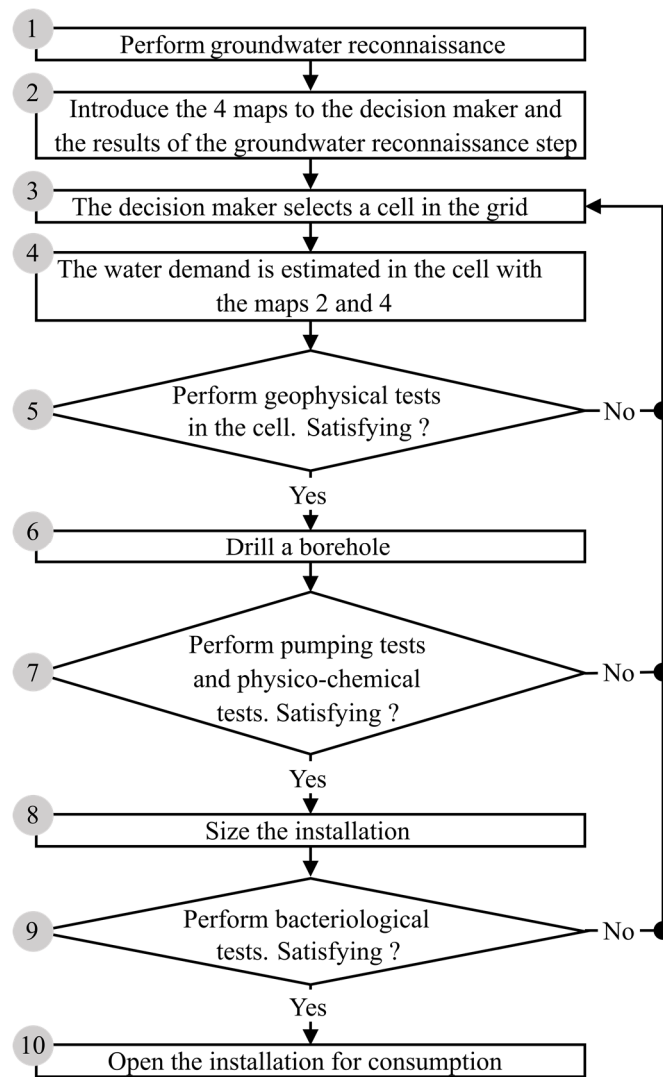 1
Perform groundwater reconnaissance
2
Introduce the 4 maps to the decision maker and
the results of the groundwater reconnaissance step
3
The decision maker selects a cell in the grid
4
The water demand is estimated in the cell with
the maps 2 and 4
5
Perform geophysical tests
in the cell. Satisfying ?
No
Yes
6
Drill a borehole
7
Perform pumping tests
and physico-chemical
tests. Satisfying ?
No
Yes
8
Size the installation
9
Perform bacteriological
tests. Satisfying ?
No
Yes
10
Open the installation for consumption